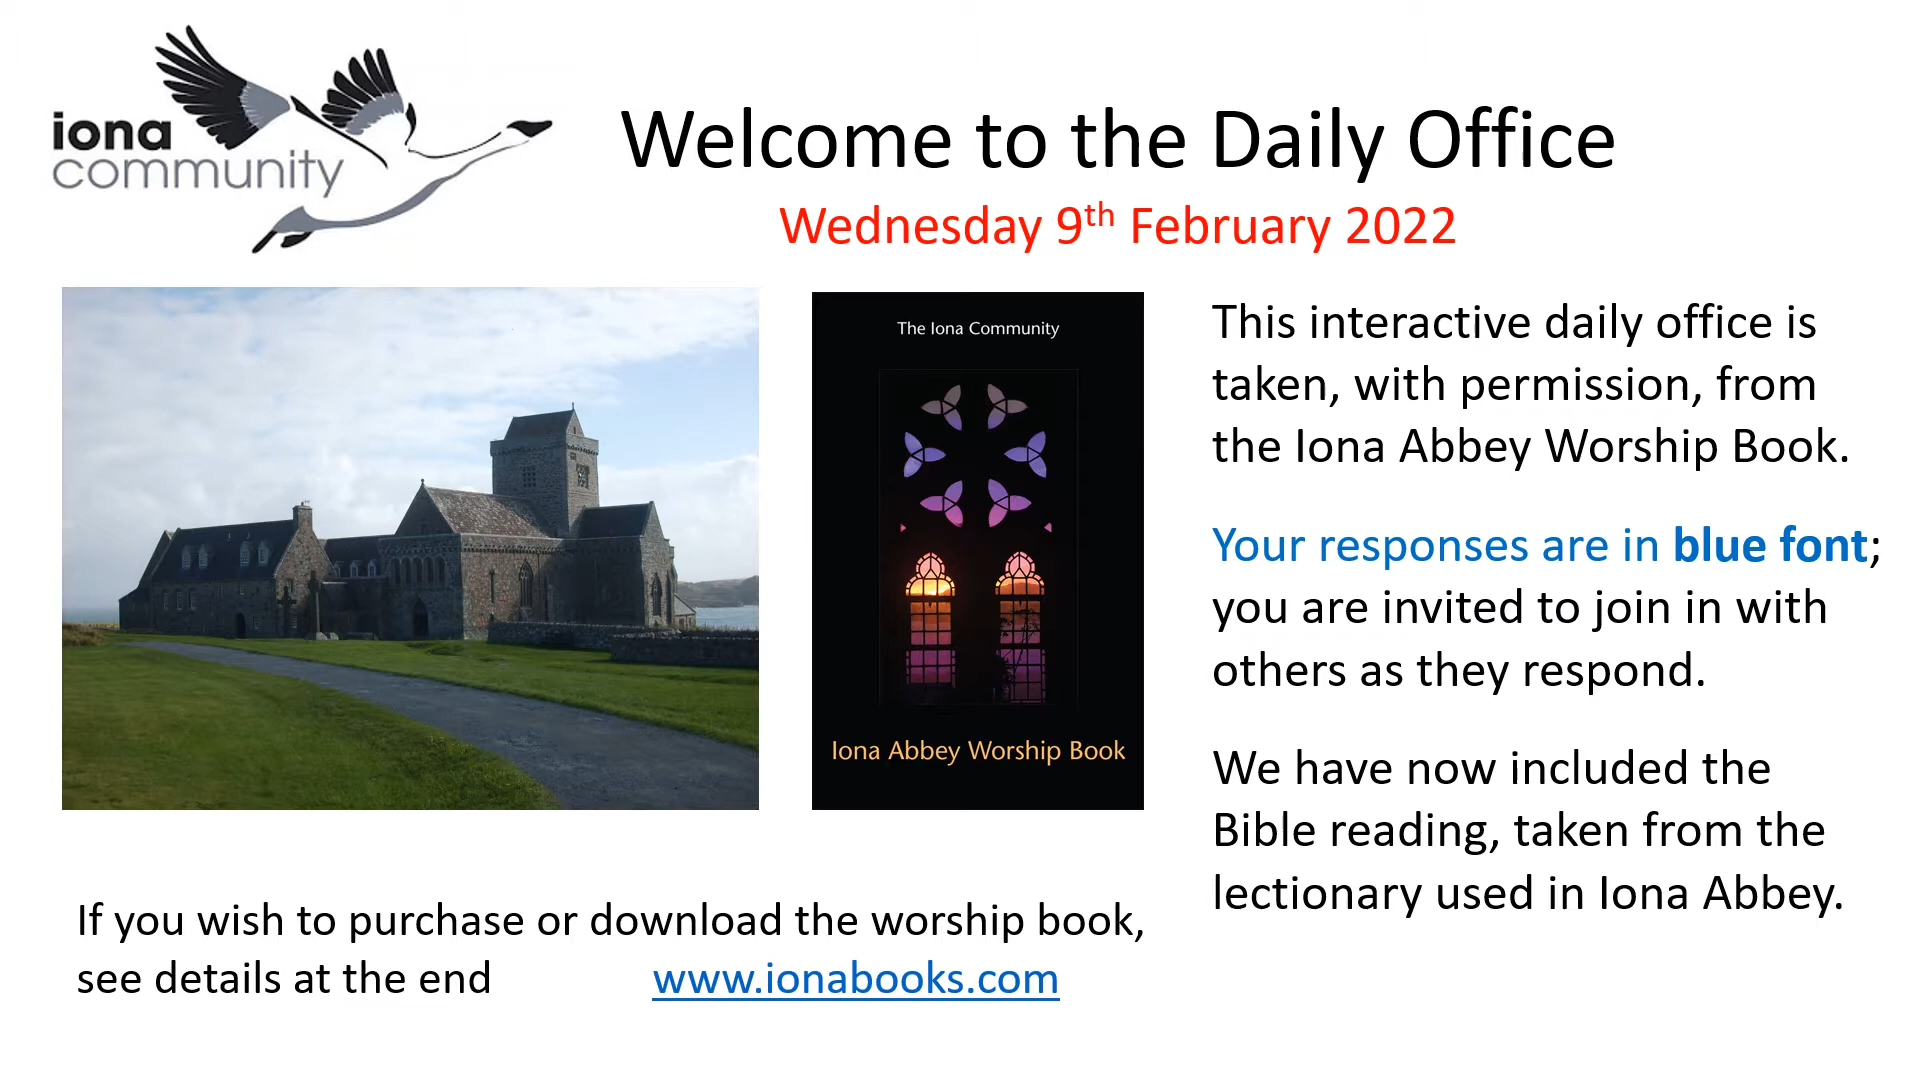 iona
community
Welcome to the Daily Office
Wednesday 9th February 2022
The Iona Community
Iona Abbey Worship Book
This interactive daily office is
taken, with permission, from
the Iona Abbey Worship Book.
Your responses are in blue font;
you are invited to join in with
others as they respond.
We have now included the
Bible reading, taken from the
lectionary used in Iona Abbey.
If you wish to purchase or download the worship book,
see details at the end www.ionabooks.com